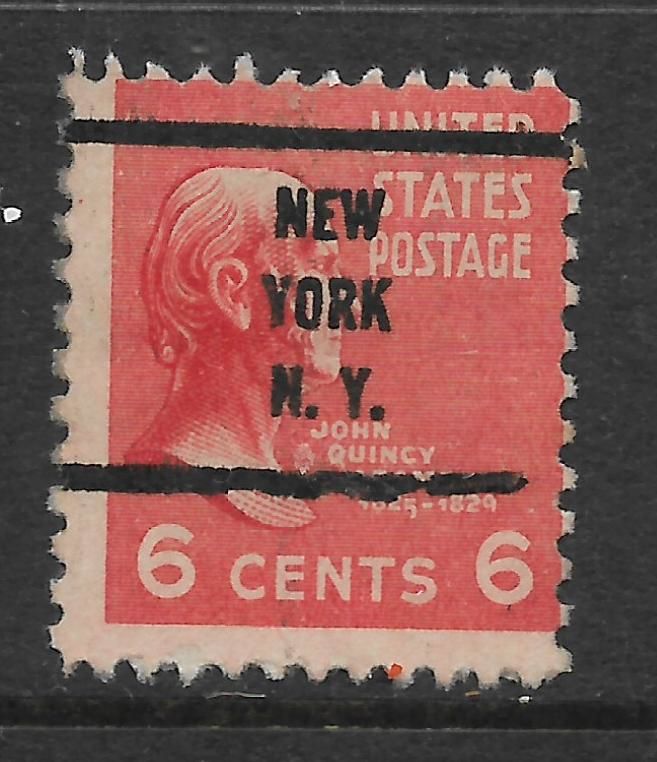 UNITED
STATES
POSTAGE
NEW
YORK
N. Y.
JOHN
QUINCY
1825-1829
6 CENTS 6